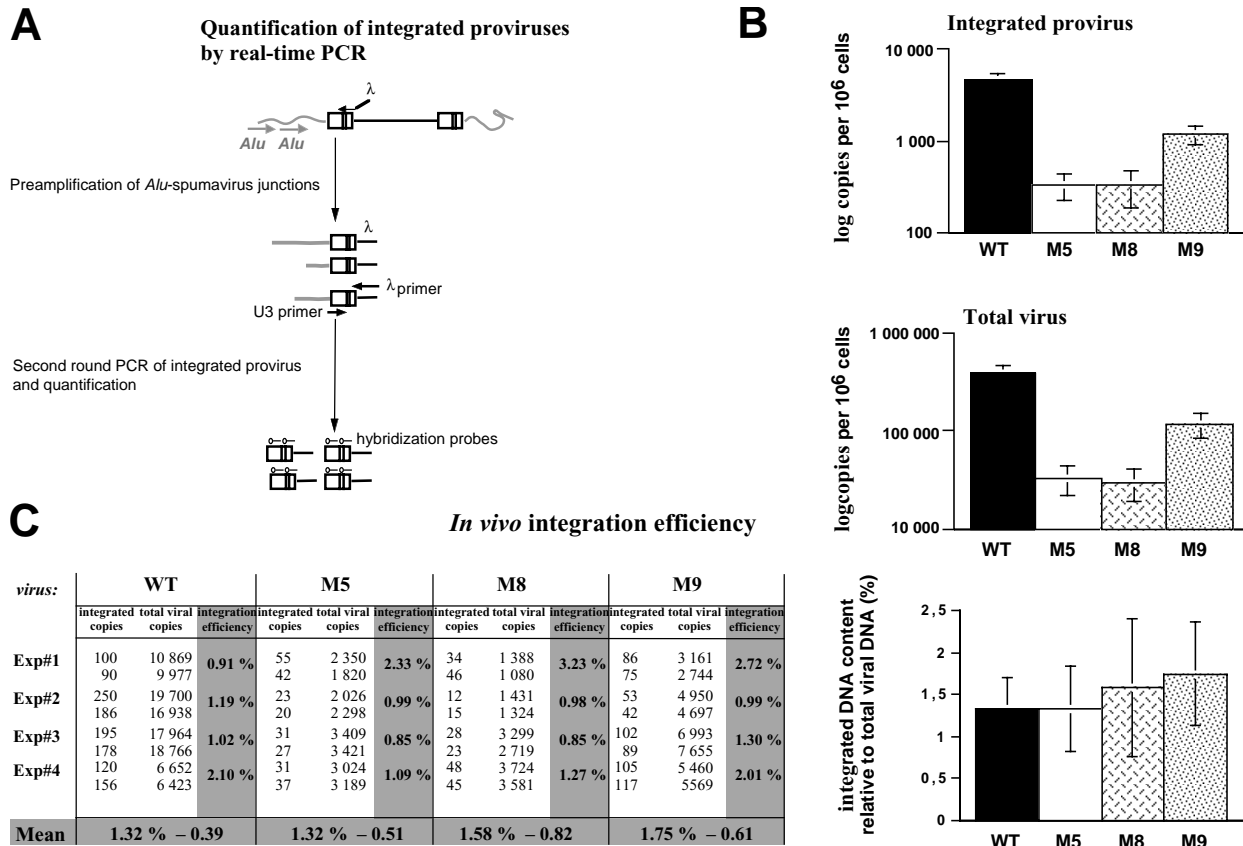 A
Quantification of integrated proviruses
by real-time PCR
λ
Alu Alu
Preamplification of Alu-spumavirus junctions
λ
λ primer
U3 primer
Second round PCR of integrated provirus
and quantification
hybridization probes
B
Integrated provirus
log copies per 10⁶ cells
10 000
1 000
100
WT M5 M8 M9
Total virus
logcopies per 10⁶ cells
1 000 000
100 000
10 000
WT M5 M8 M9
integrated DNA content
relative to total viral DNA (%)
2,5
2
1,5
1
0,5
0
WT M5 M8 M9
C
In vivo integration efficiency
virus: WT M5 M8 M9
integrated total viral integration integrated total viral integration integrated total viral integration integrated total viral integration
copies copies efficiency copies copies efficiency copies copies efficiency copies copies efficiency
Exp#1 100 10 869 0.91 % 55 2 350 2.33 % 34 1 388 3.23 % 86 3 161 2.72 %
90 9 977 42 1 820 46 1 080 75 2 744
Exp#2 250 19 700 1.19 % 23 2 026 0.99 % 12 1 431 0.98 % 53 4 950 0.99 %
186 16 938 20 2 298 15 1 324 42 4 697
Exp#3 195 17 964 1.02 % 31 3 409 0.85 % 28 3 299 0.85 % 102 6 993 1.30 %
178 18 766 27 3 421 23 2 719 89 7 655
Exp#4 120 6 652 2.10 % 31 3 024 1.09 % 48 3 724 1.27 % 105 5 460 2.01 %
156 6 423 37 3 189 45 3 581 117 5569
Mean 1.32 % – 0.39 1.32 % – 0.51 1.58 % – 0.82 1.75 % – 0.61